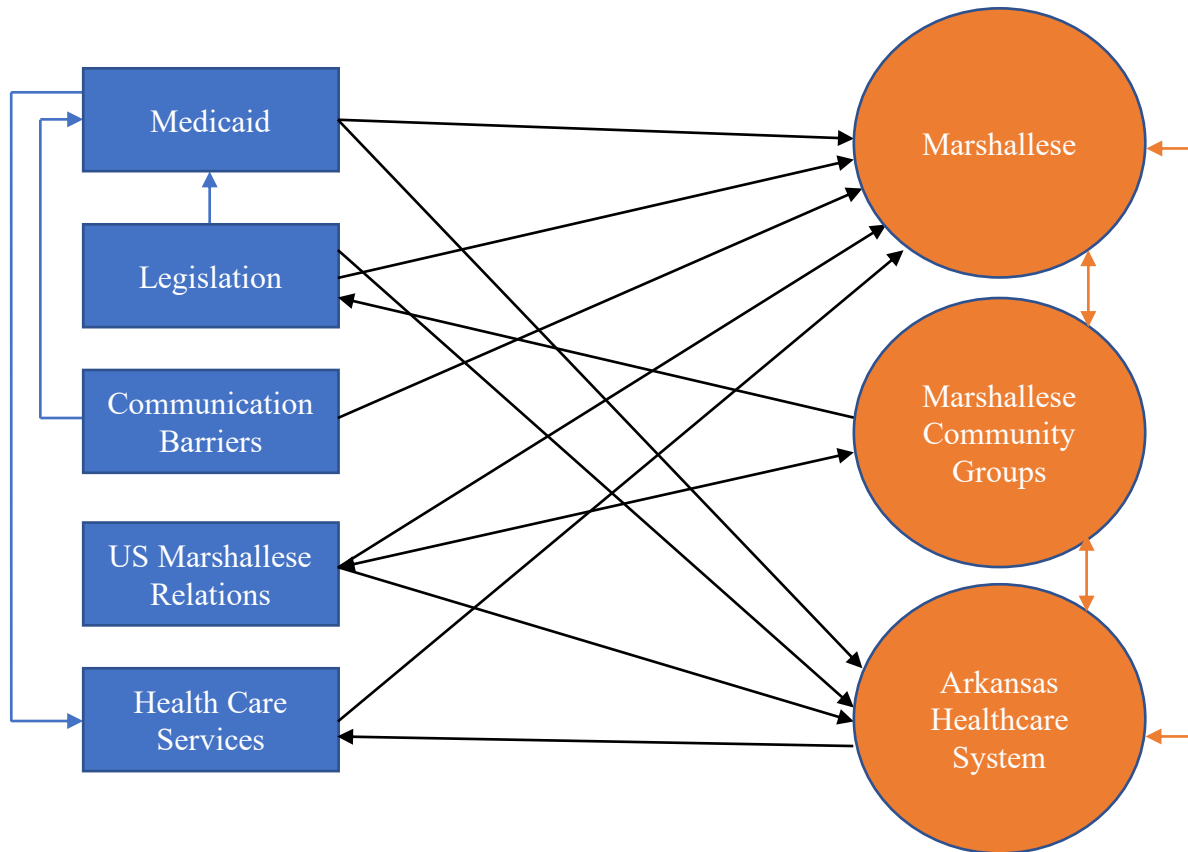 Medicaid
Legislation
Communication
Barriers
US Marshallese
Relations
Health Care
Services
Marshallese
Marshallese
Community
Groups
Arkansas
Healthcare
System